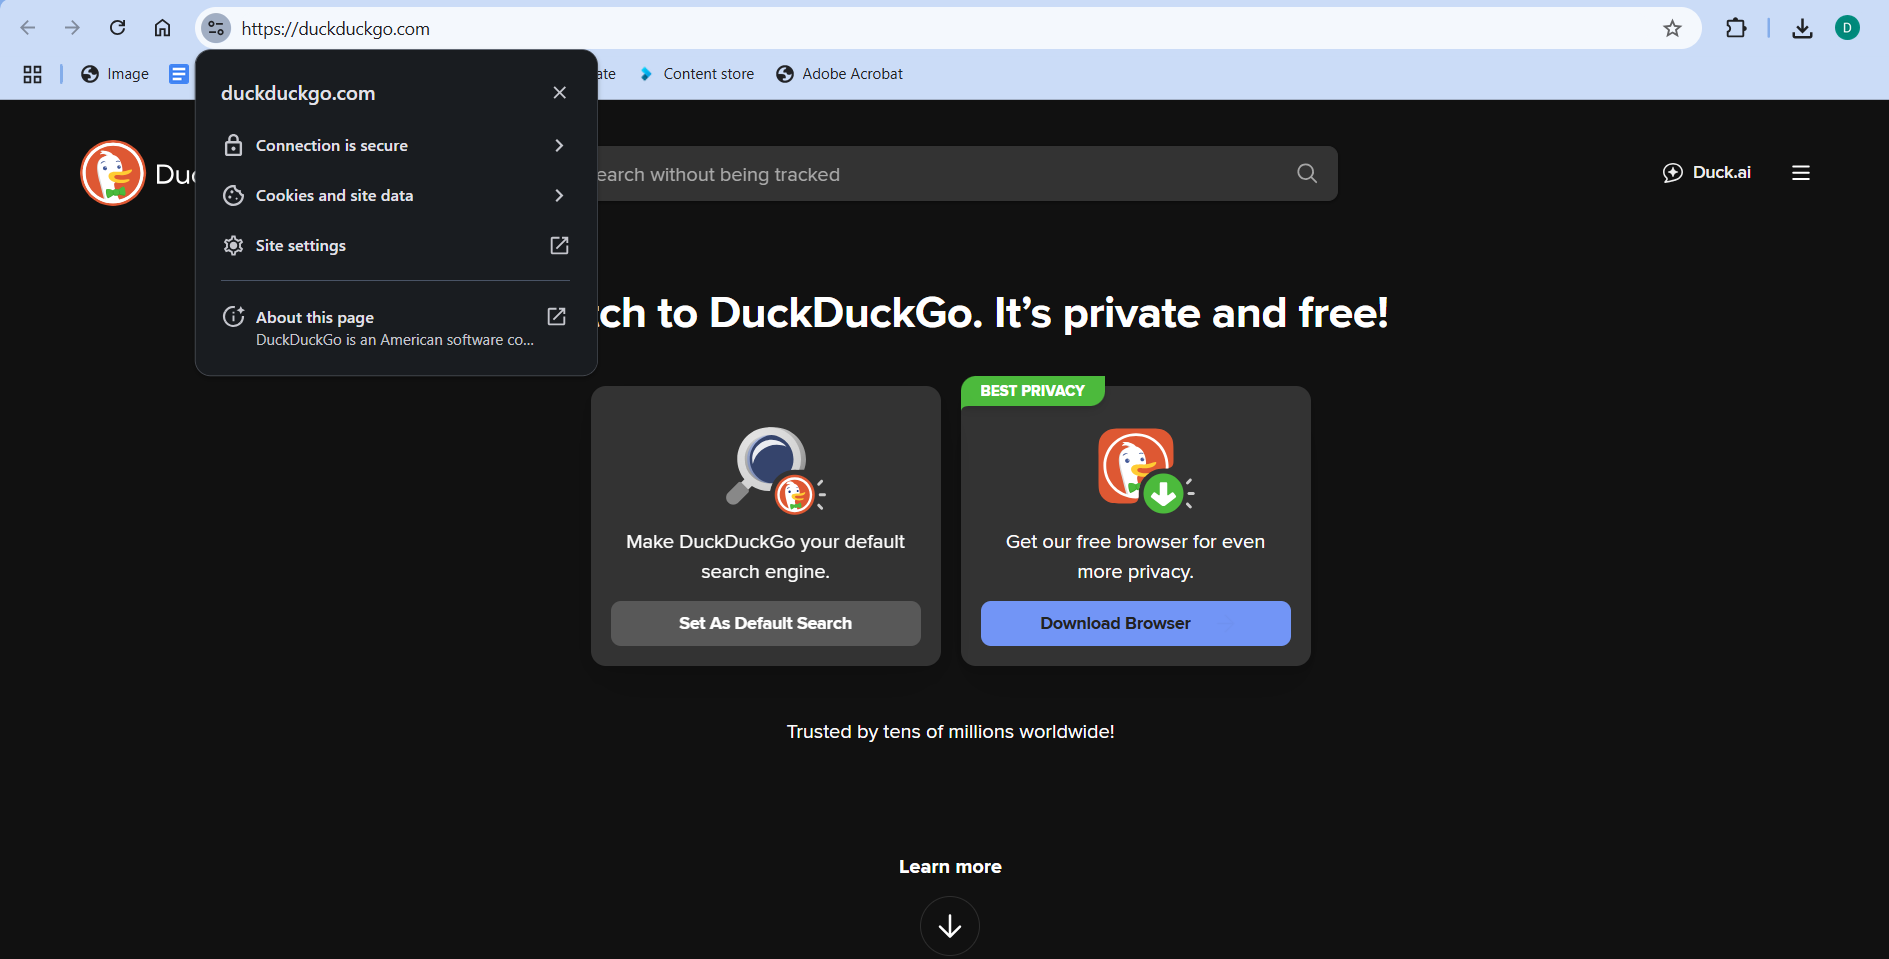 https://duckduckgo.com
D
Image
ate
Content store
Adobe Acrobat
duckduckgo.com
Connection is secure
Cookies and site data
Site settings
About this page
DuckDuckGo is an American software co...
Duc
earch without being tracked
Duck.ai
tch to DuckDuckGo. It’s private and free!
Make DuckDuckGo your default
search engine.
Set As Default Search
BEST PRIVACY
Get our free browser for even
more privacy.
Download Browser
Trusted by tens of millions worldwide!
Learn more